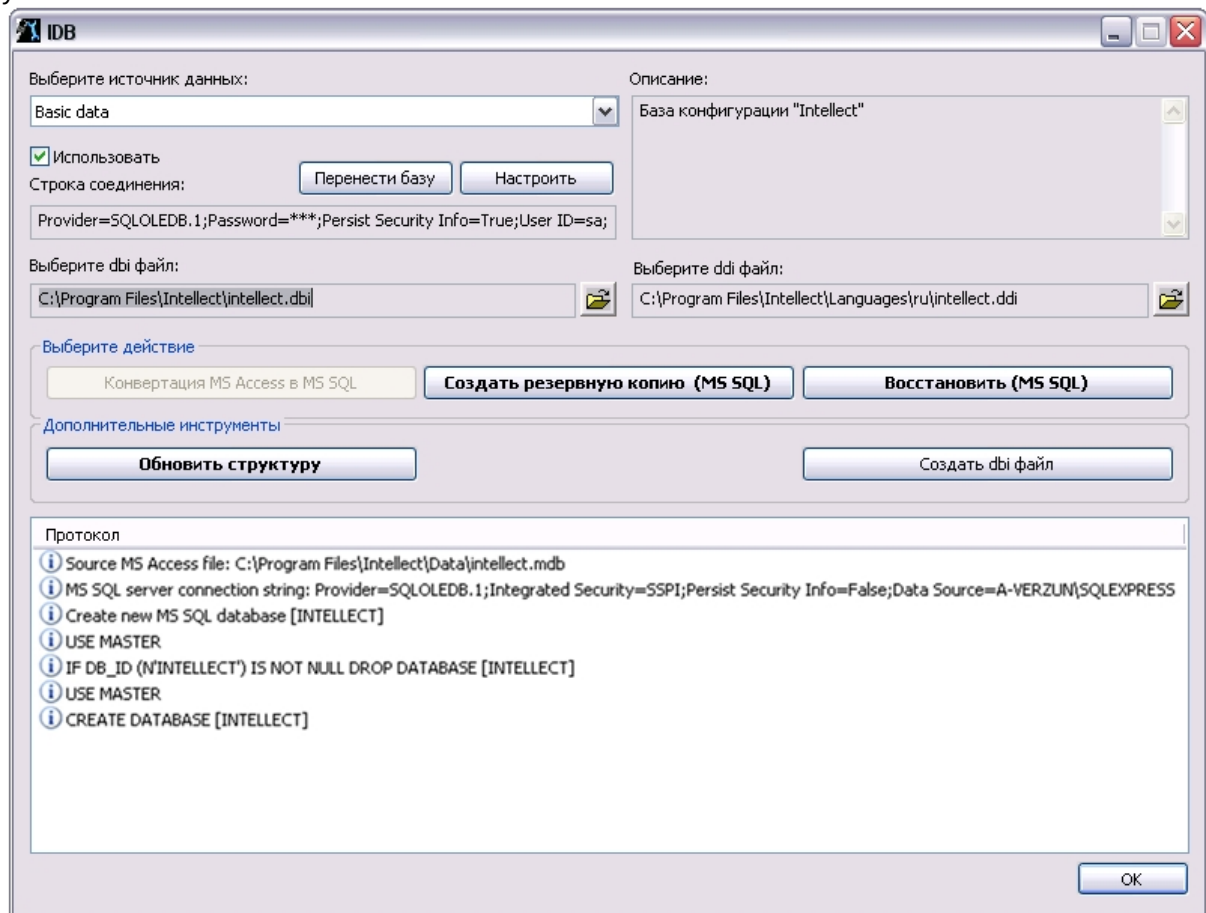 IDB
Выберите источник данных:
Описание:
Basic data
База конфигурации "Intellect"
Использовать
Строка соединения:
Перенести базу
Настроить
Provider=SQLOLEDB.1;Password=***;Persist Security Info=True;User ID=sa;
Выберите dbi файл:
Выберите ddi файл:
C:\Program Files\Intellect\intellect.dbi
C:\Program Files\Intellect\Languages\ru\intellect.ddi
Выберите действие
Конвертация MS Access в MS SQL
Создать резервную копию (MS SQL)
Восстановить (MS SQL)
Дополнительные инструменты
Обновить структуру
Создать dbi файл
Протокол
Source MS Access file: C:\Program Files\Intellect\Data\intellect.mdb
MS SQL server connection string: Provider=SQLOLEDB.1;Integrated Security=SSPI;Persist Security Info=False;Data Source=A-VERZUN\SQLEXPRESS
Create new MS SQL database [INTELLECT]
USE MASTER
IF DB_ID (N'INTELLECT') IS NOT NULL DROP DATABASE [INTELLECT]
USE MASTER
CREATE DATABASE [INTELLECT]
OK